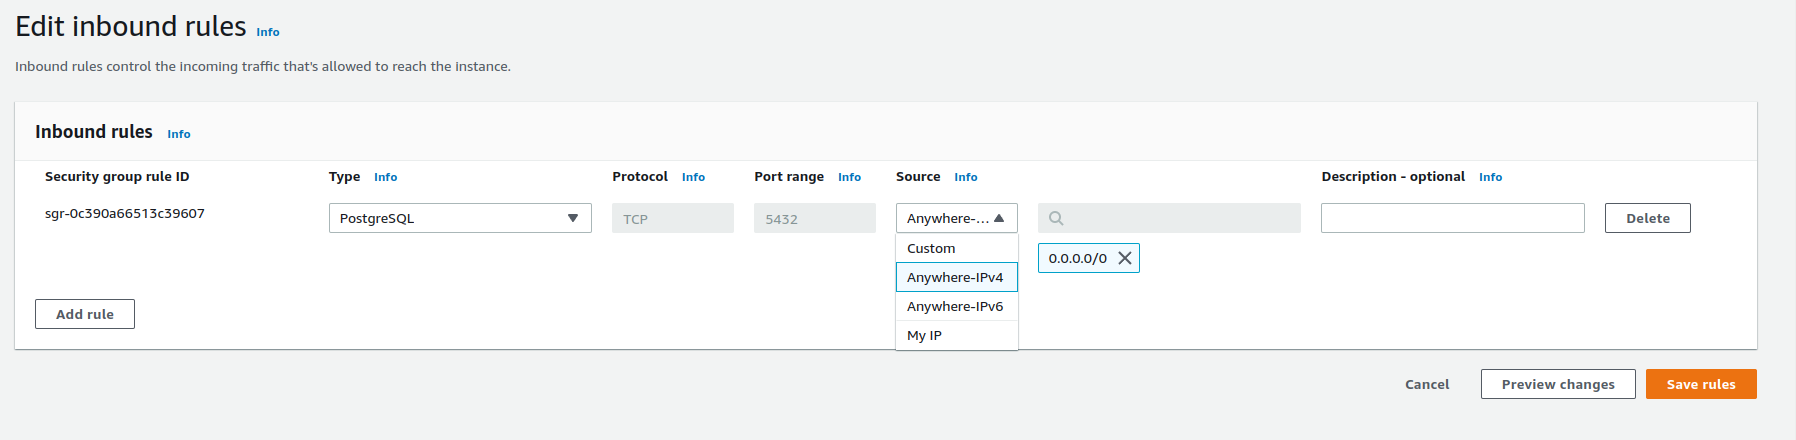 Edit inbound rules Info
Inbound rules control the incoming traffic that's allowed to reach the instance.
Inbound rules Info
Security group rule ID Type Info Protocol Info Port range Info Source Info Description - optional Info
sgr-0c390a66513c39607 PostgreSQL TCP 5432 Anywhere-... Delete
Custom
0.0.0.0/0
Anywhere-IPv4
Anywhere-IPv6
My IP
Add rule
Cancel Preview changes Save rules